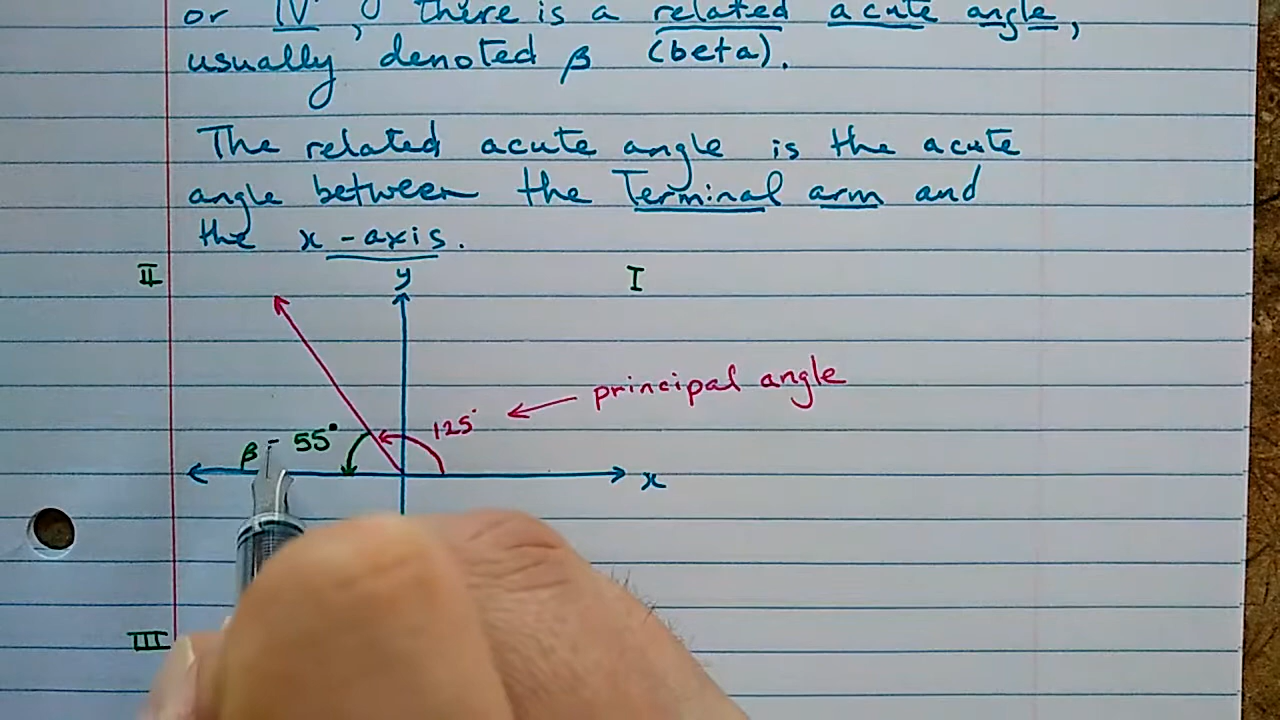 or IV, there is a related acute angle,
usually denoted β (beta).
The related acute angle is the acute
angle between the Terminal arm and
the x-axis.
II
y
I
principal angle
125°
β = 55°
x
III